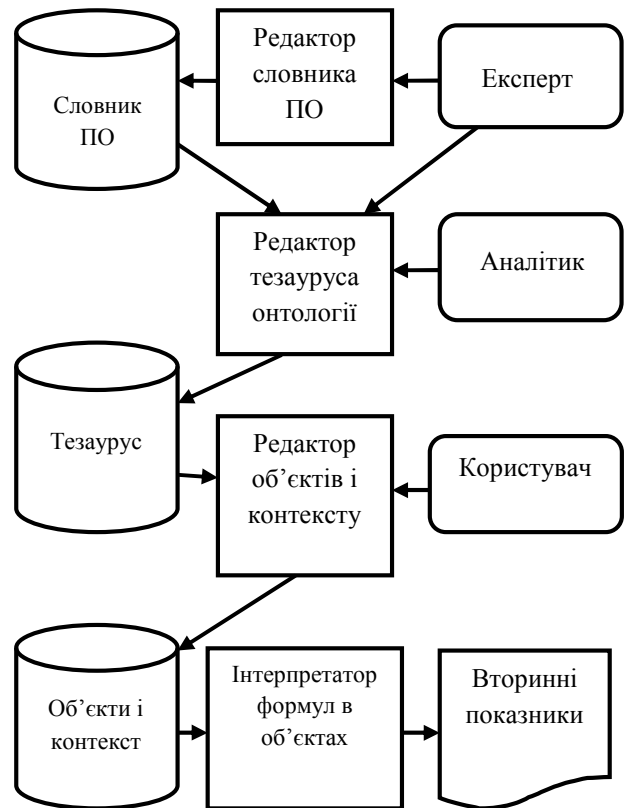 Редактор
словника
ПО
Експерт
Словник
ПО
Редактор
тезауруса
онтології
Аналітик
Тезаурус
Редактор
об’єктів і
контексту
Користувач
Об’єкти і
контекст
Інтерпретатор
формул в
об’єктах
Вторинні
показники